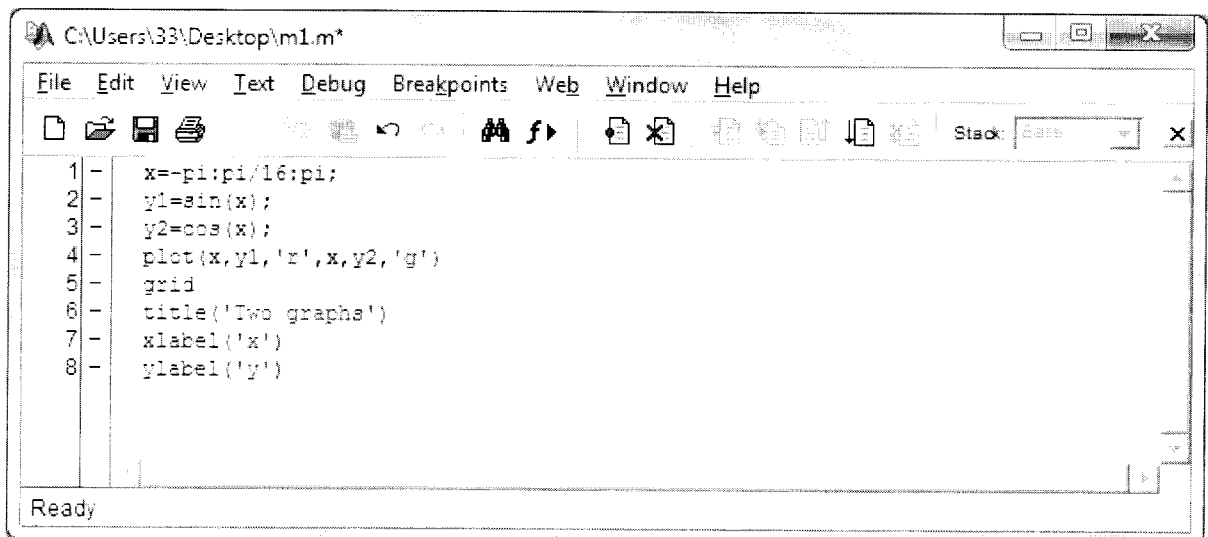 C:\Users\33\Desktop\m1.m*
File Edit View Text Debug Breakpoints Web Window Help
Stack:
1 - x=-pi:pi/16:pi;
2 - y1=sin(x);
3 - y2=cos(x);
4 - plot(x,y1,'r',x,y2,'g')
5 - grid
6 - title('Two graphs')
7 - xlabel('x')
8 - ylabel('y')
Ready